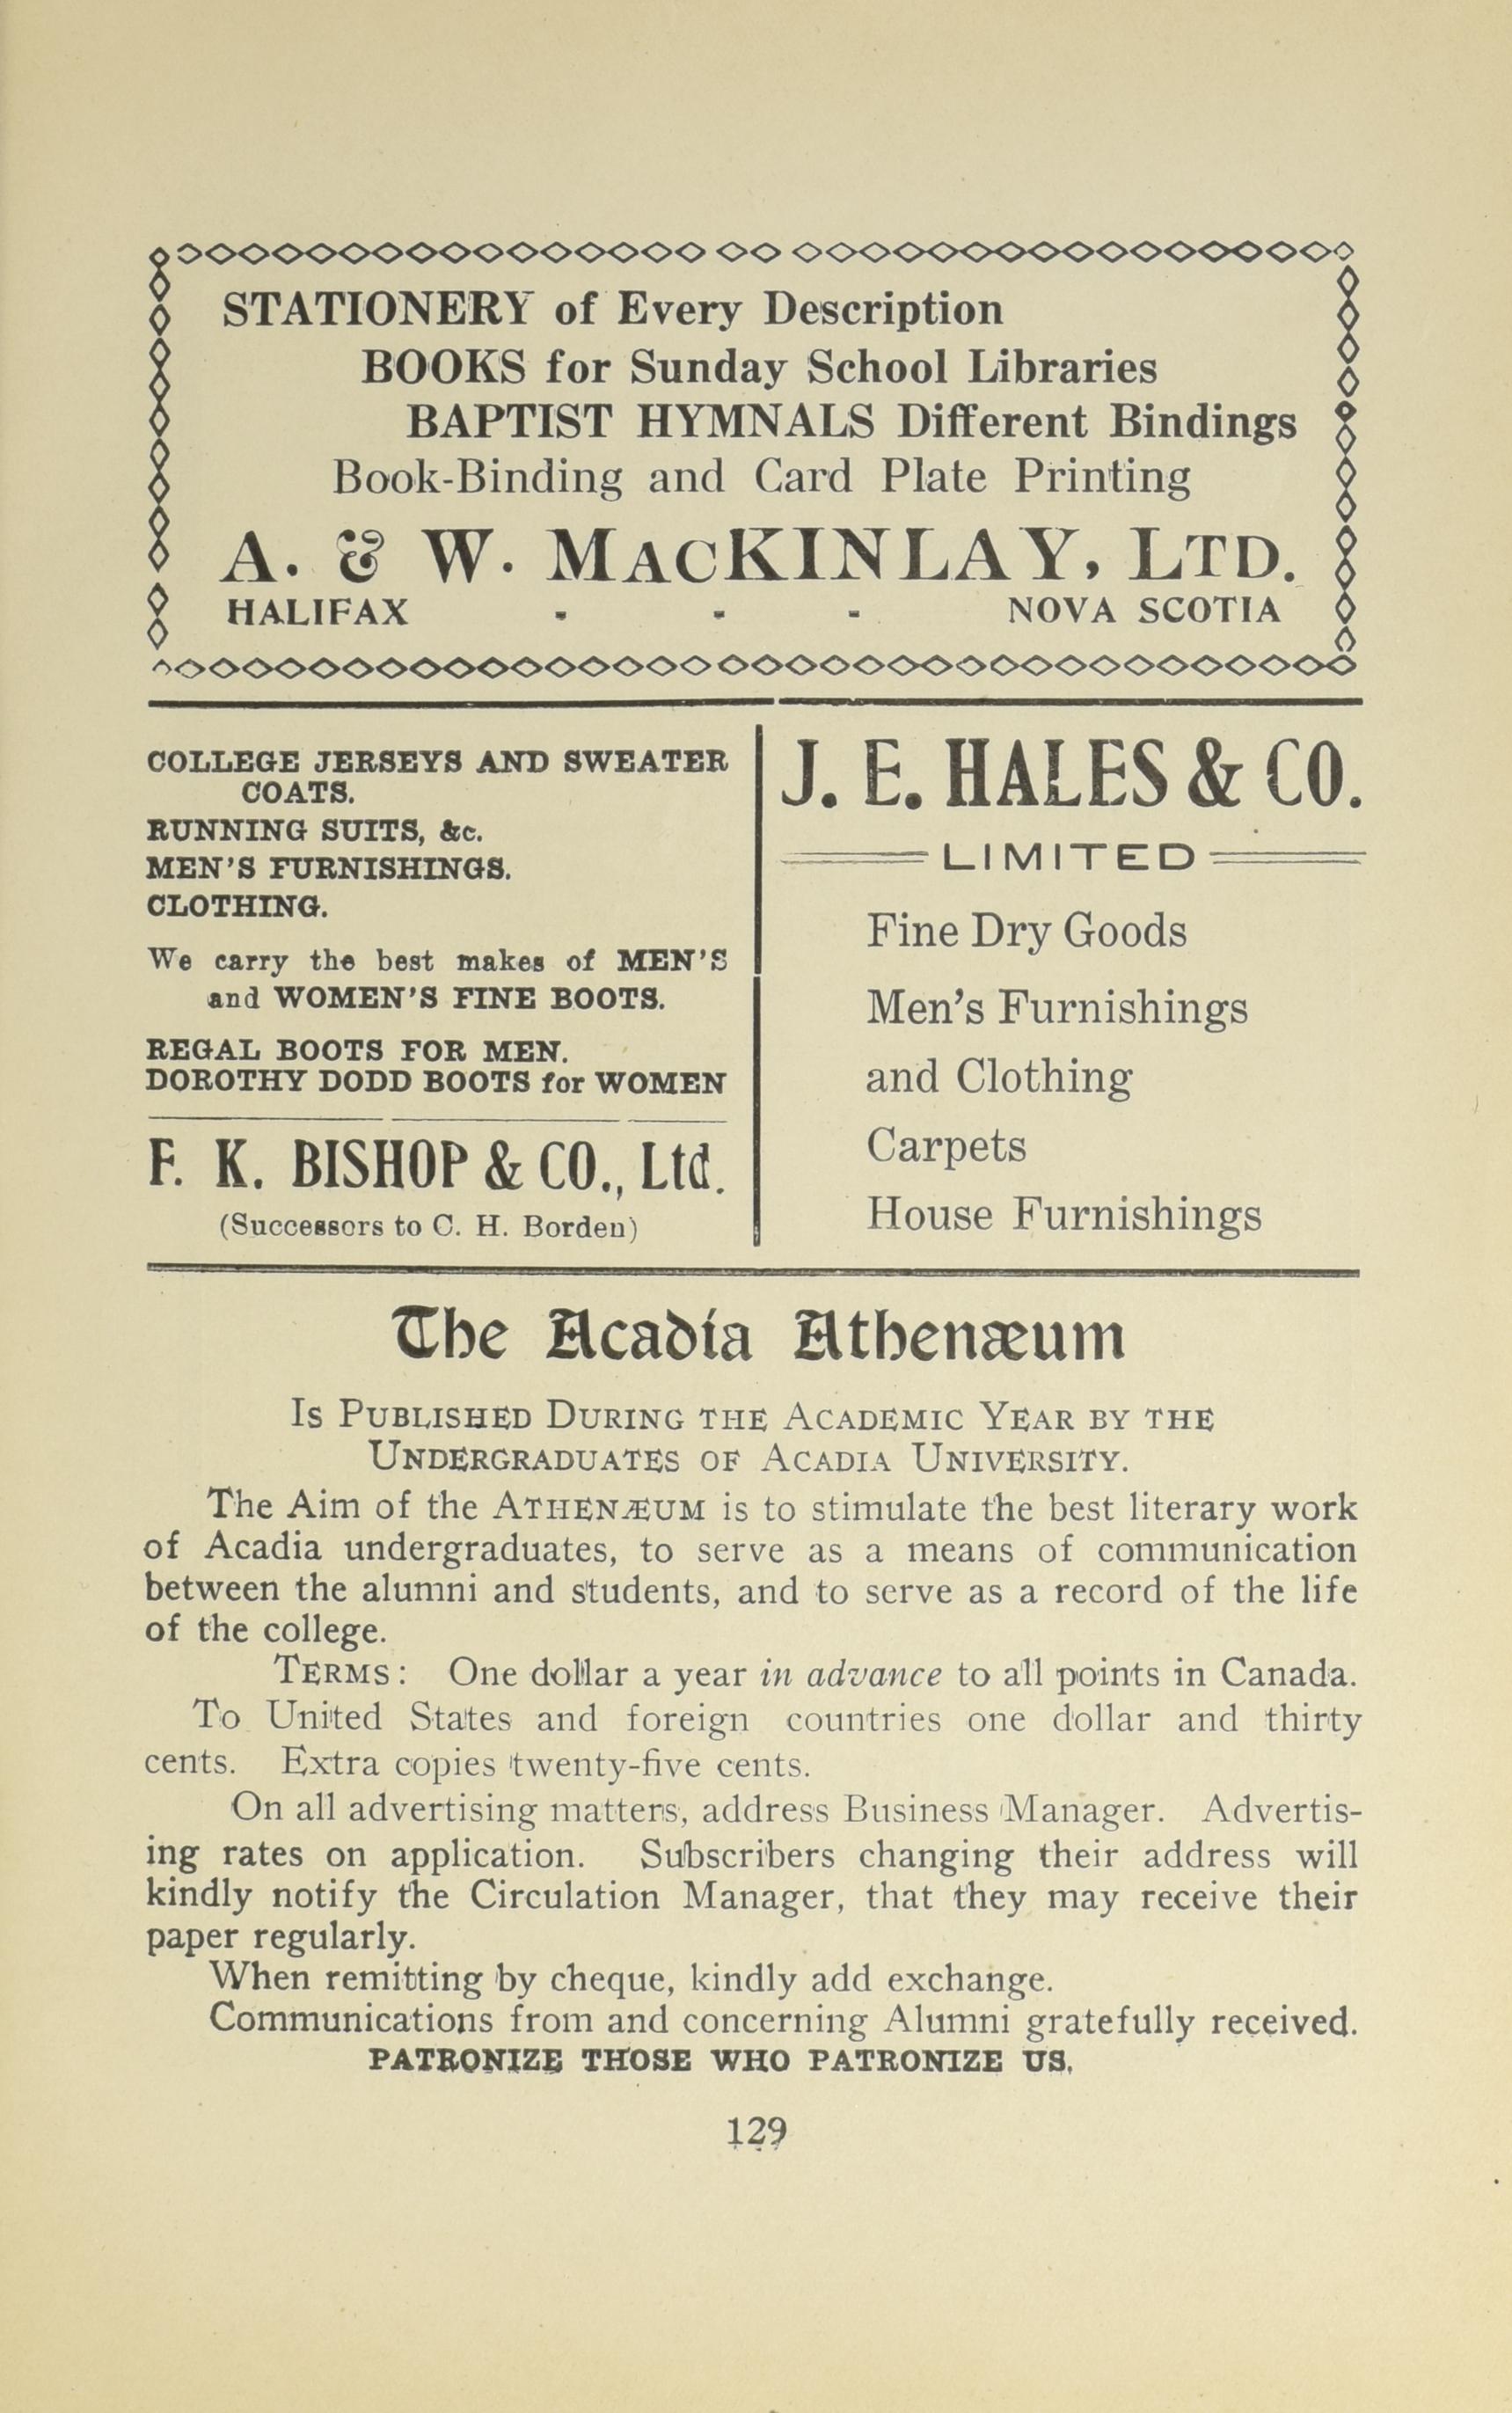 STATIONERY of Every Description
BOOKS for Sunday School Libraries
BAPTIST HYMNALS Different Bindings
Book-Binding and Card Plate Printing
A. & W. MACKINLAY, LTD.
HALIFAX - - - NOVA SCOTIA
COLLEGE JERSEYS AND SWEATER
COATS.
RUNNING SUITS, &c.
MEN'S FURNISHINGS.
CLOTHING.
We carry the best makes of MEN'S
and WOMEN'S FINE BOOTS.
REGAL BOOTS FOR MEN.
DOROTHY DODD BOOTS for WOMEN
F. K. BISHOP & CO., Ltd.
(Successors to C. H. Borden)
J. E. HALES & CO.
LIMITED
Fine Dry Goods
Men's Furnishings
and Clothing
Carpets
House Furnishings
The Acadia Athenæum
IS PUBLISHED DURING THE ACADEMIC YEAR BY THE
UNDERGRADUATES OF ACADIA UNIVERSITY.
The Aim of the ATHENÆUM is to stimulate the best literary work
of Acadia undergraduates, to serve as a means of communication
between the alumni and students, and to serve as a record of the life
of the college.
TERMS: One dollar a year in advance to all points in Canada.
To United States and foreign countries one dollar and thirty
cents. Extra copies twenty-five cents.
On all advertising matters, address Business Manager. Advertis-
ing rates on application. Subscribers changing their address will
kindly notify the Circulation Manager, that they may receive their
paper regularly.
When remitting by cheque, kindly add exchange.
Communications from and concerning Alumni gratefully received.
PATRONIZE THOSE WHO PATRONIZE US.
129